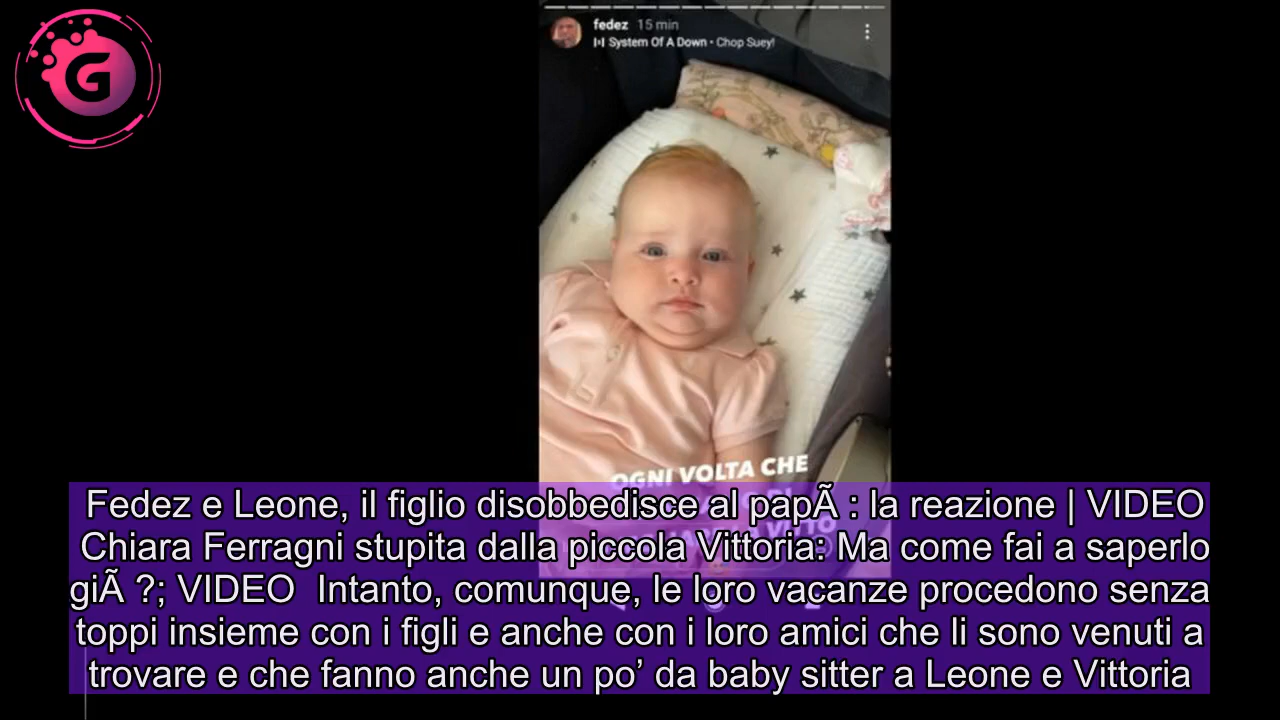 G
fedez 15 min
System Of A Down • Chop Suey!
OGNI VOLTA CHE
VITTO
Fedez e Leone, il figlio disobbedisce al papÃ : la reazione | VIDEO
Chiara Ferragni stupita dalla piccola Vittoria: Ma come fai a saperlo
giÃ ?; VIDEO Intanto, comunque, le loro vacanze procedono senza
toppi insieme con i figli e anche con i loro amici che li sono venuti a
trovare e che fanno anche un po’ da baby sitter a Leone e Vittoria